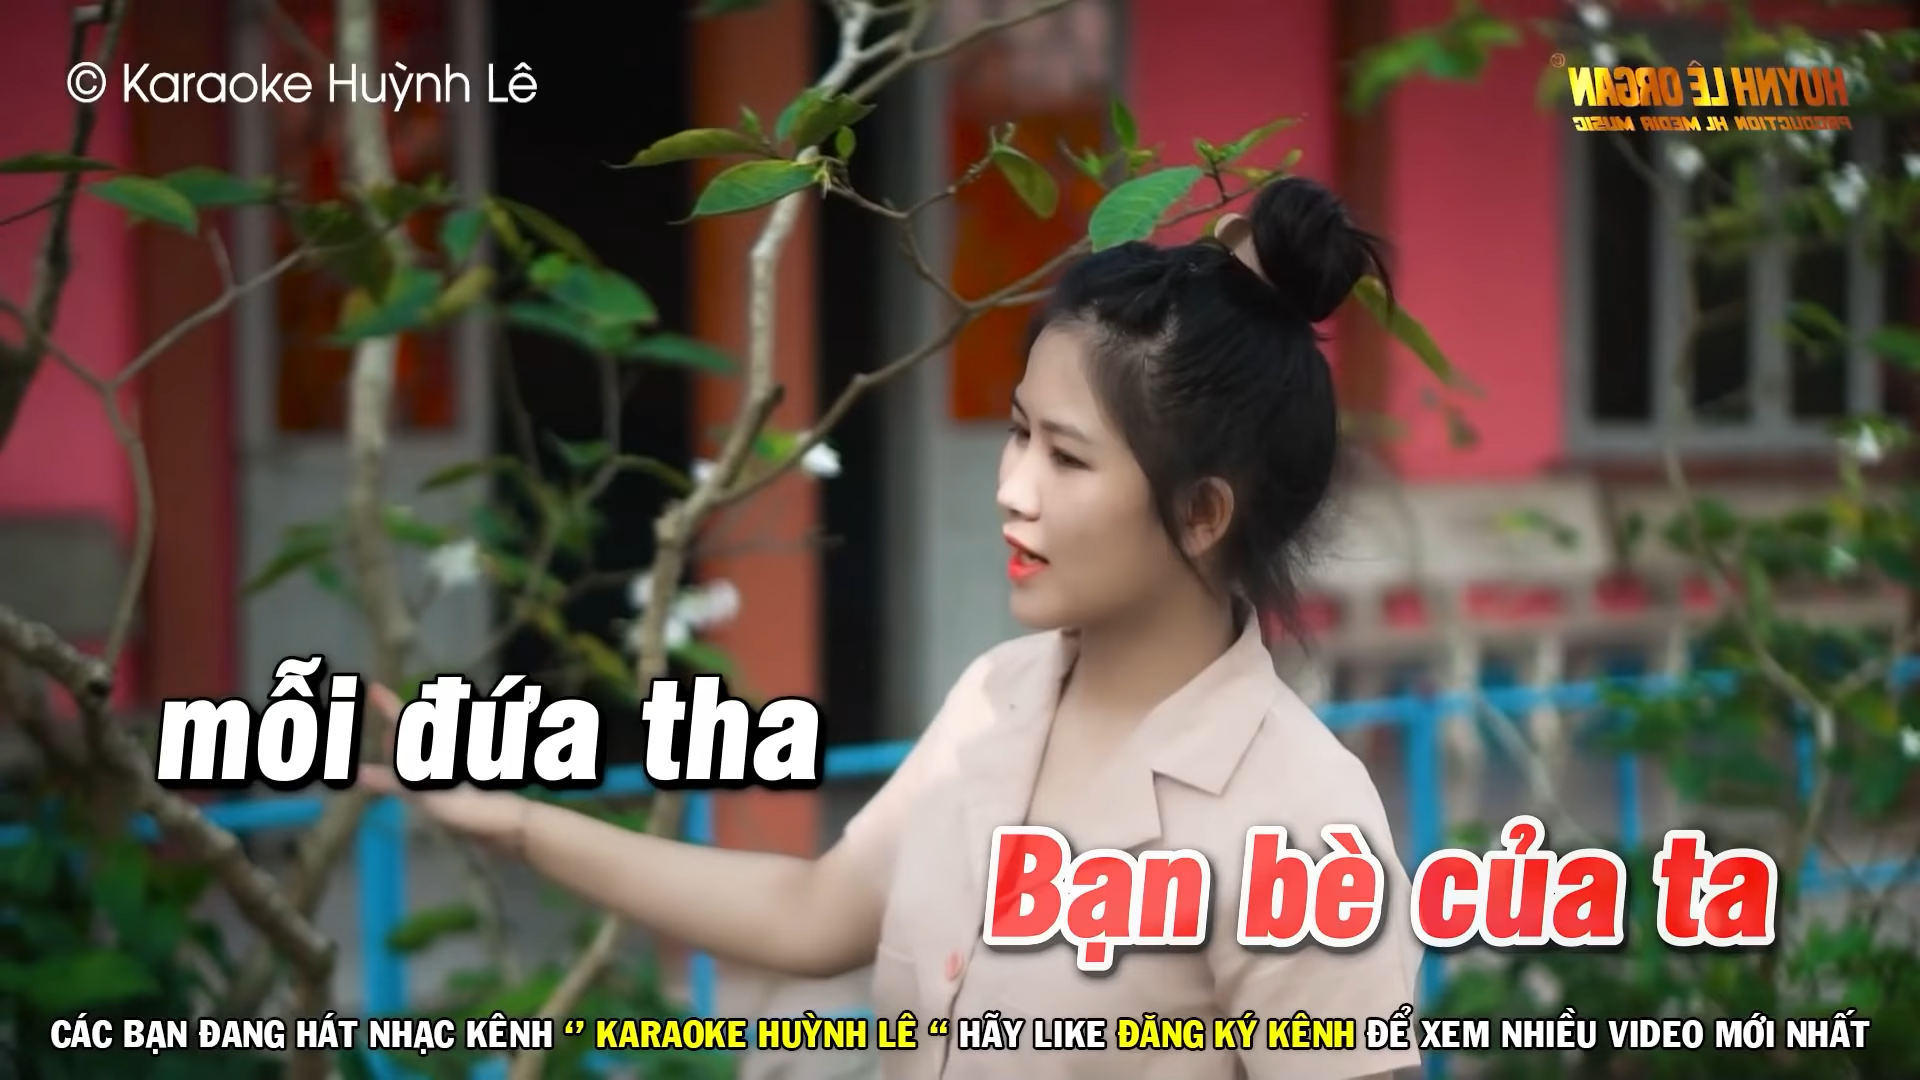 © Karaoke Huỳnh Lê
HUỲNH LÊ ORGAN
PRODUCTION HL MEDIA MUSIC
mỗi đứa tha
Bạn bè của ta
CÁC BẠN ĐANG HÁT NHẠC KÊNH ‘’ KARAOKE HUỲNH LÊ “ HÃY LIKE ĐĂNG KÝ KÊNH ĐỂ XEM NHIỀU VIDEO MỚI NHẤT